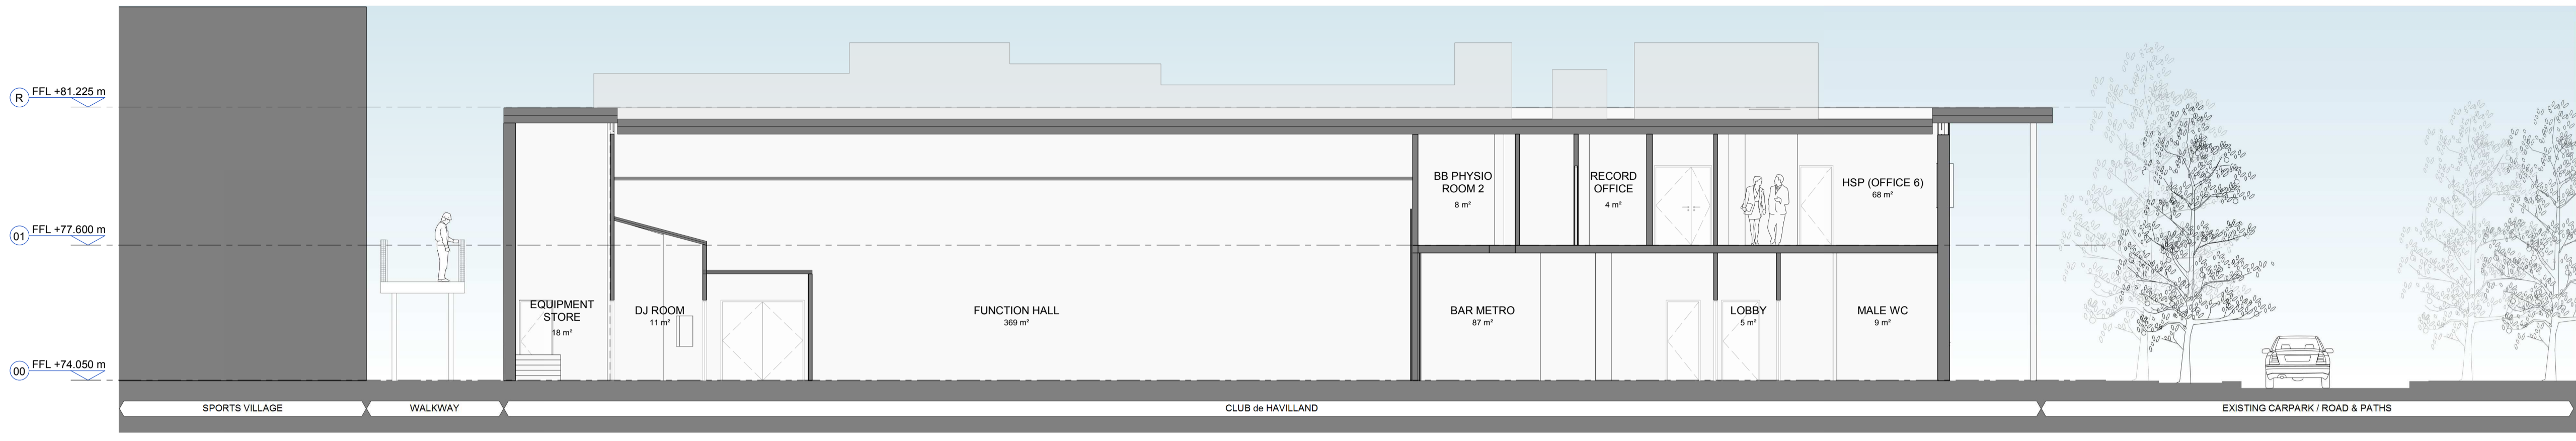 R FFL +81.225 m
01 FFL +77.600 m
00 FFL +74.050 m
BB PHYSIO
ROOM 2
8 m²
RECORD
OFFICE
4 m²
HSP (OFFICE 6)
68 m²
EQUIPMENT
STORE
18 m²
DJ ROOM
11 m²
FUNCTION HALL
369 m²
BAR METRO
87 m²
LOBBY
5 m²
MALE WC
9 m²
SPORTS VILLAGE
WALKWAY
CLUB de HAVILLAND
EXISTING CARPARK / ROAD & PATHS